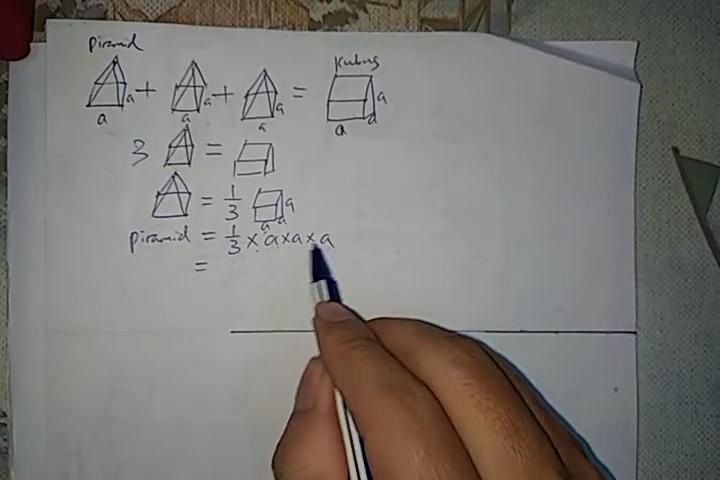 piramid kubus
a a + a a + a a = a a a
3 =
= 1/3 a a a
piramid = 1/3 × a × a × a
=